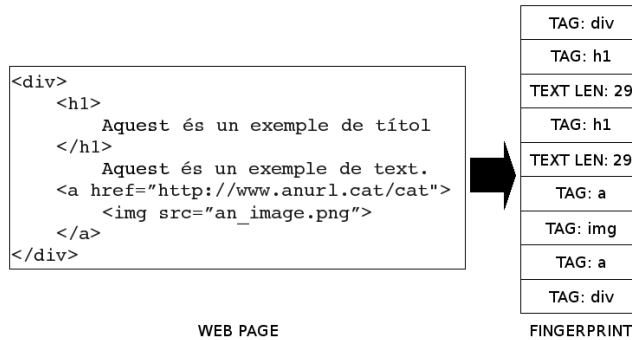 <div>
<h1>
Aquest és un exemple de títol
</h1>
Aquest és un exemple de text.
<a href=”http://www.anurl.cat/cat">
<img src=”an_image.png”>
</a>
</div>
WEB PAGE
TAG: div
TAG: h1
TEXT LEN: 29
TAG: h1
TEXT LEN: 29
TAG: a
TAG: img
TAG: a
TAG: div
FINGERPRINT